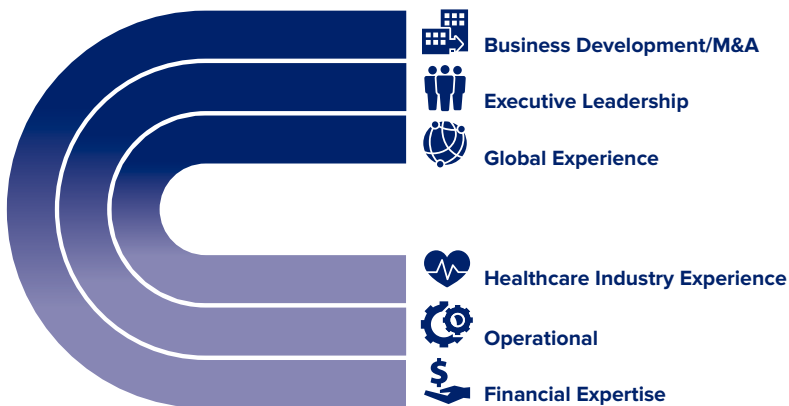 Business Development/M&A
Executive Leadership
Global Experience
Healthcare Industry Experience
Operational
$
Financial Expertise